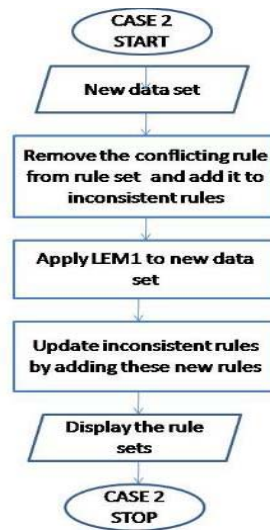 CASE 2
START
New data set
Remove the conflicting rule
from rule set and add it to
inconsistent rules
Apply LEM1 to new data
set
Update inconsistent rules
by adding these new rules
Display the rule
sets
CASE 2
STOP